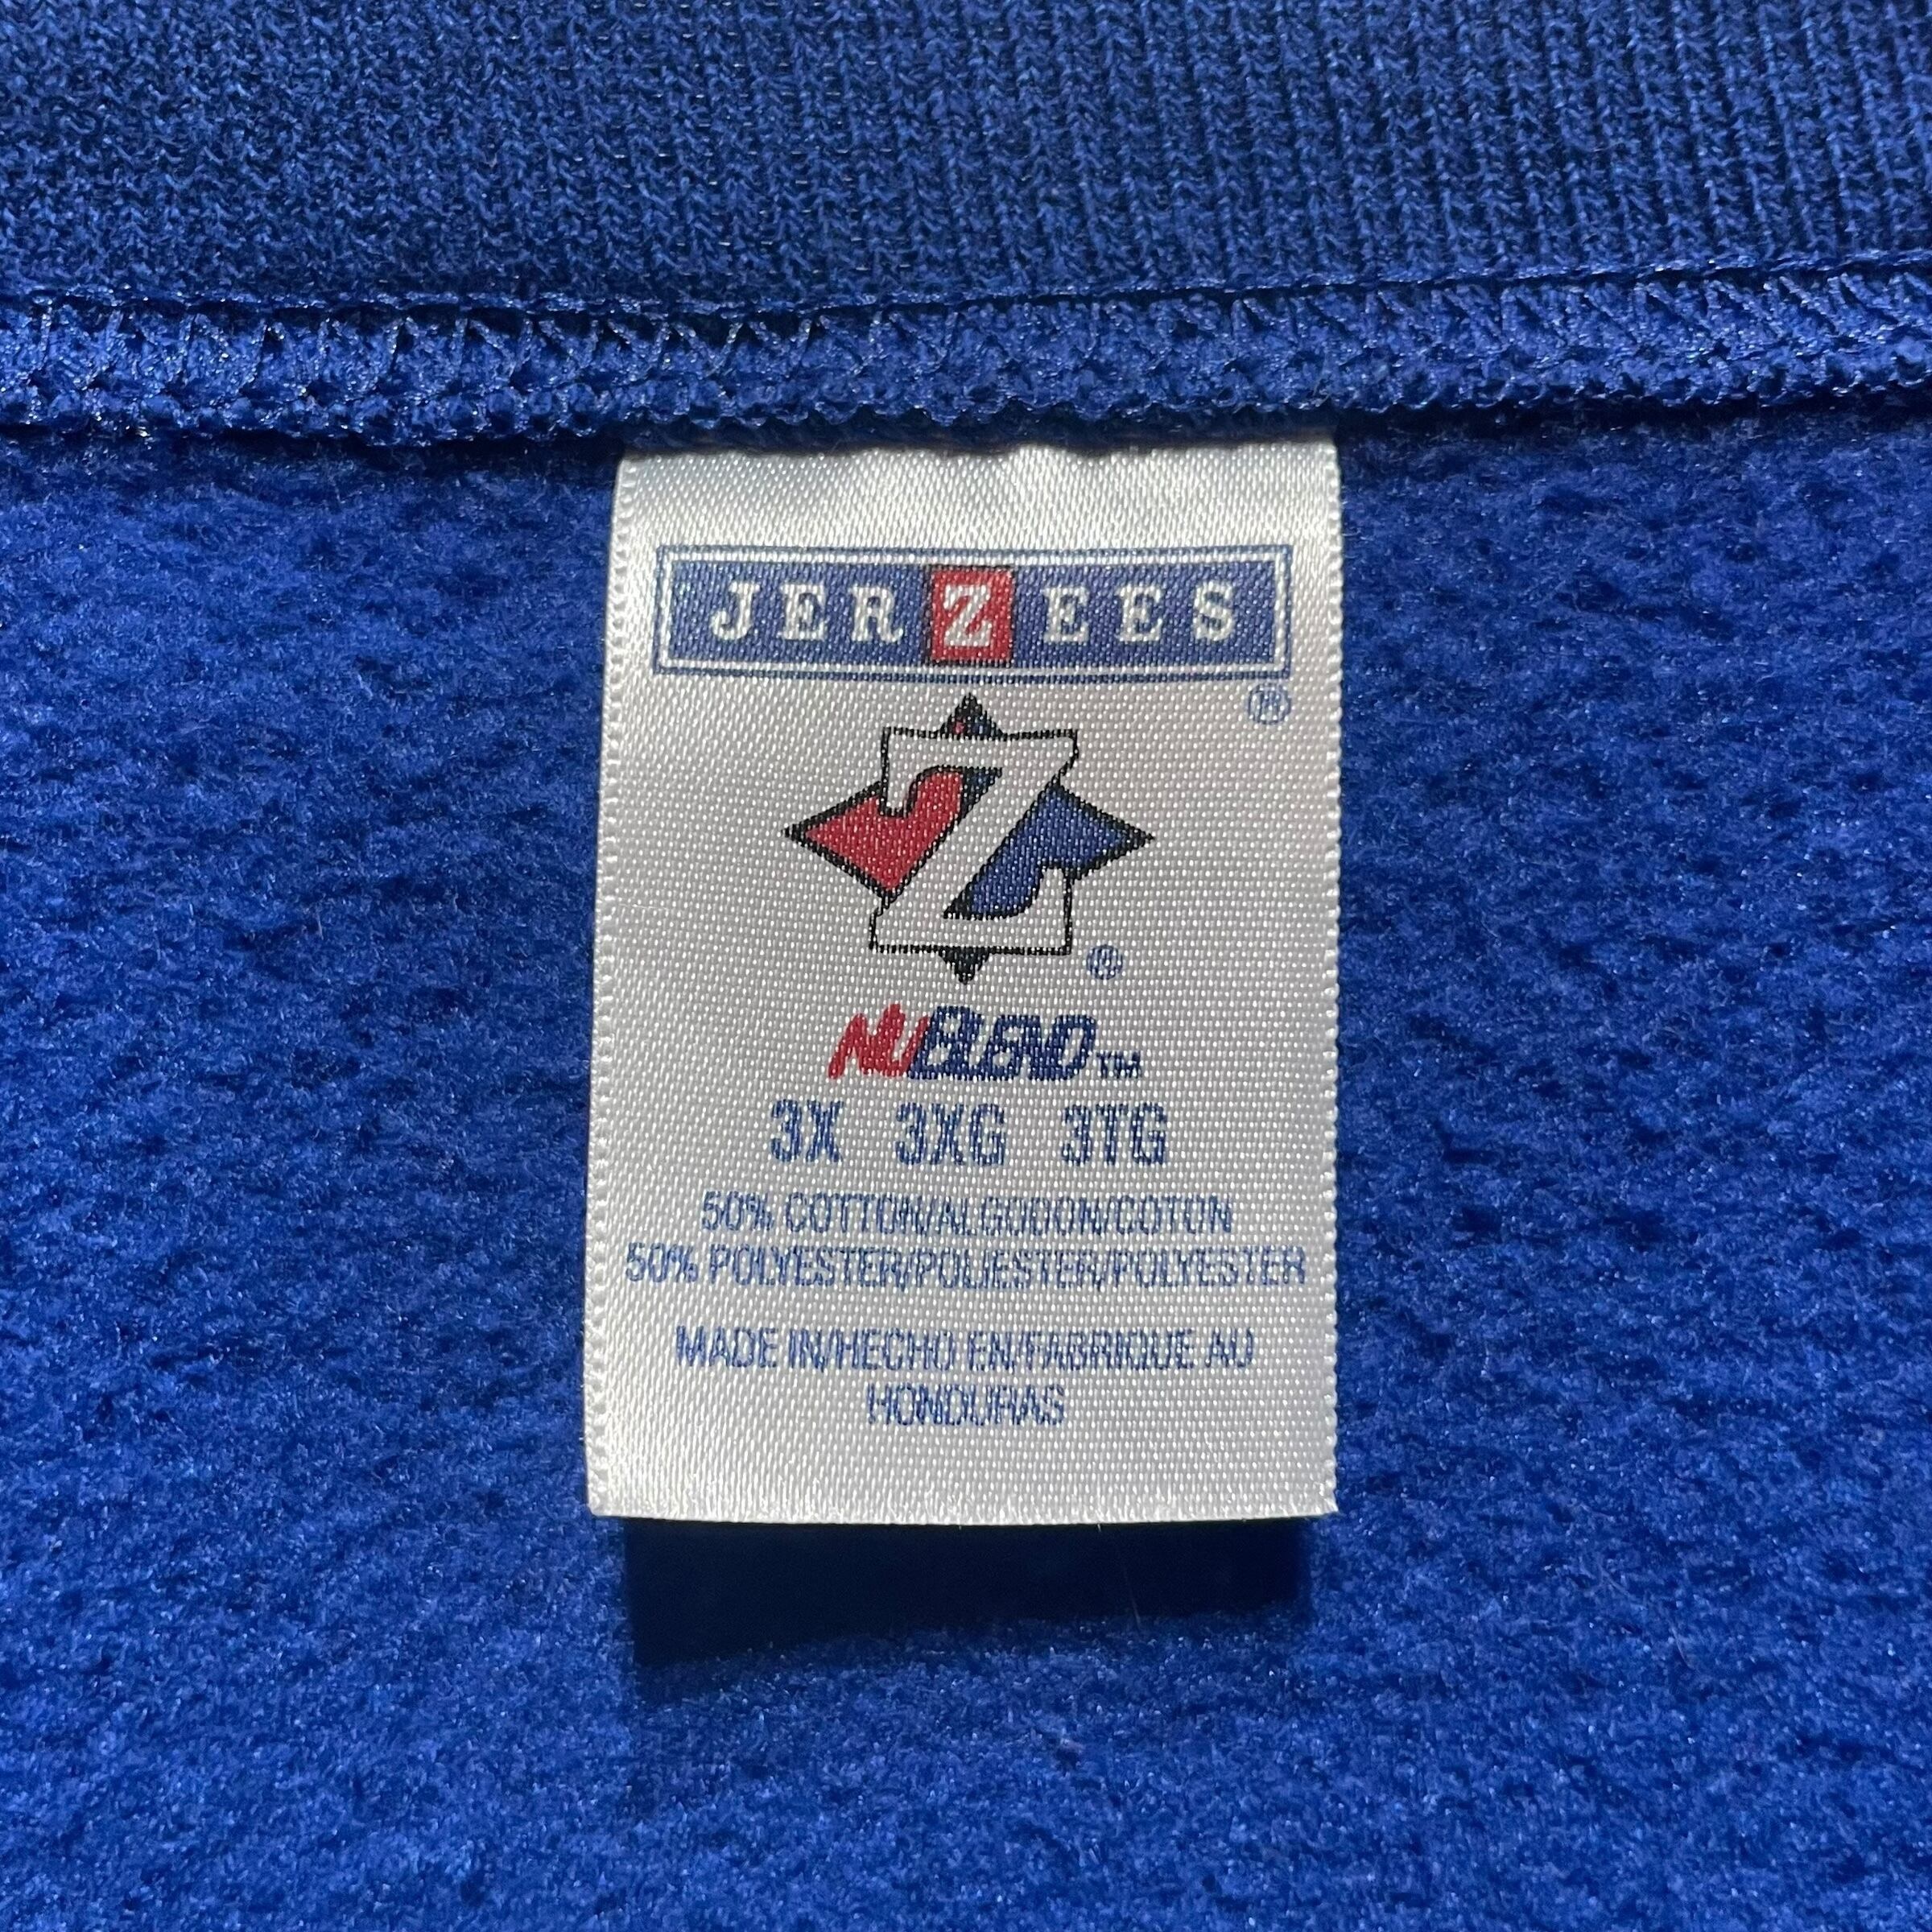 JERZEES
®
Z
®
NUBLEND™
3X 3XG 3TG
50% COTTON/ALGODON/COTON
50% POLYESTER/POLIESTER/POLYESTER
MADE IN/HECHO EN/FABRIQUE AU
HONDURAS